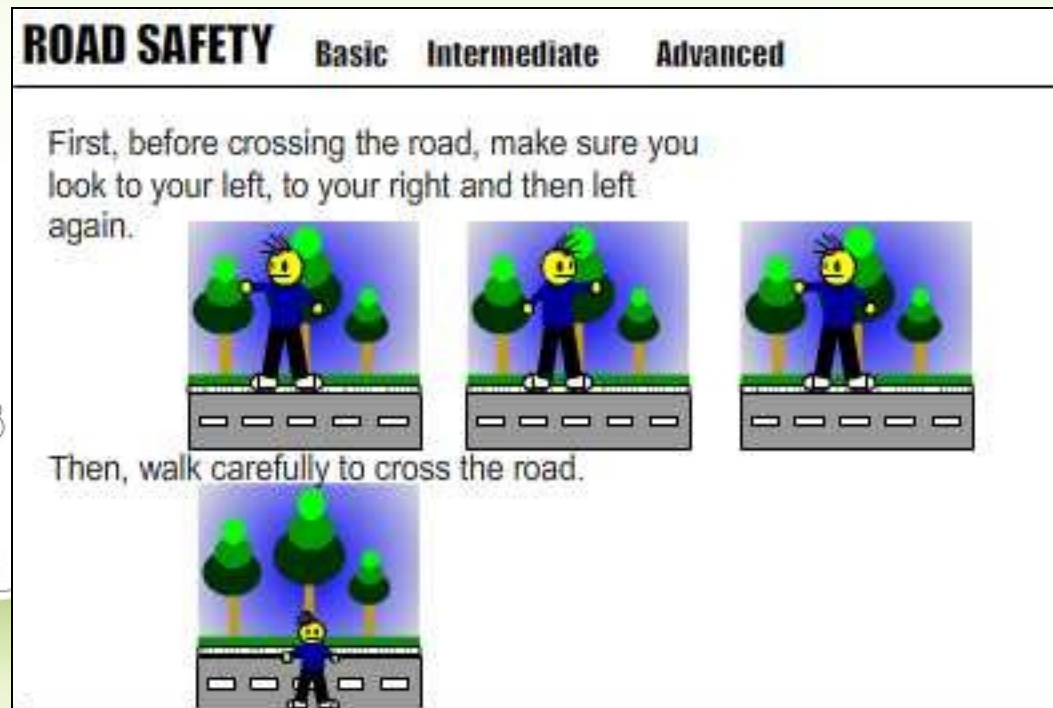 ROAD SAFETY Basic Intermediate Advanced
First, before crossing the road, make sure you
look to your left, to your right and then left
again.
Then, walk carefully to cross the road.